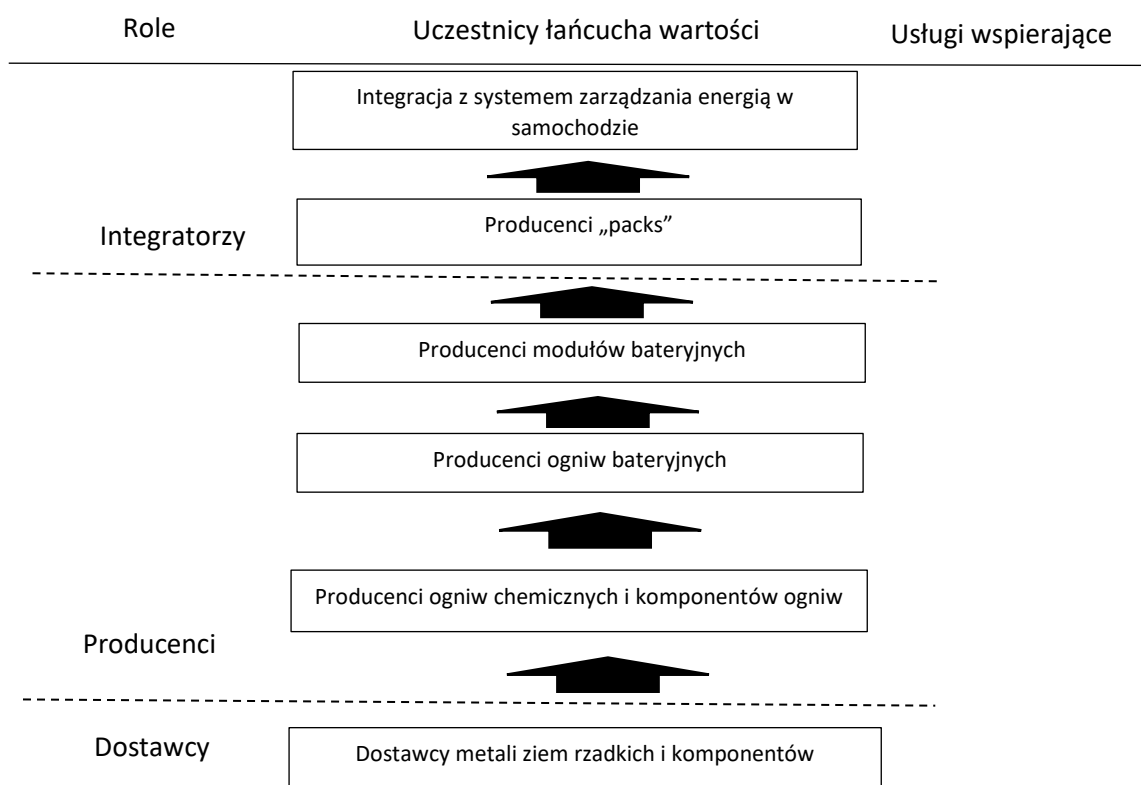 Role
Uczestnicy łańcucha wartości
Usługi wspierające
Integracja z systemem zarządzania energią w
samochodzie
Producenci „packs”
Integratorzy
Producenci modułów bateryjnych
Producenci ogniw bateryjnych
Producenci ogniw chemicznych i komponentów ogniw
Producenci
Dostawcy
Dostawcy metali ziem rzadkich i komponentów